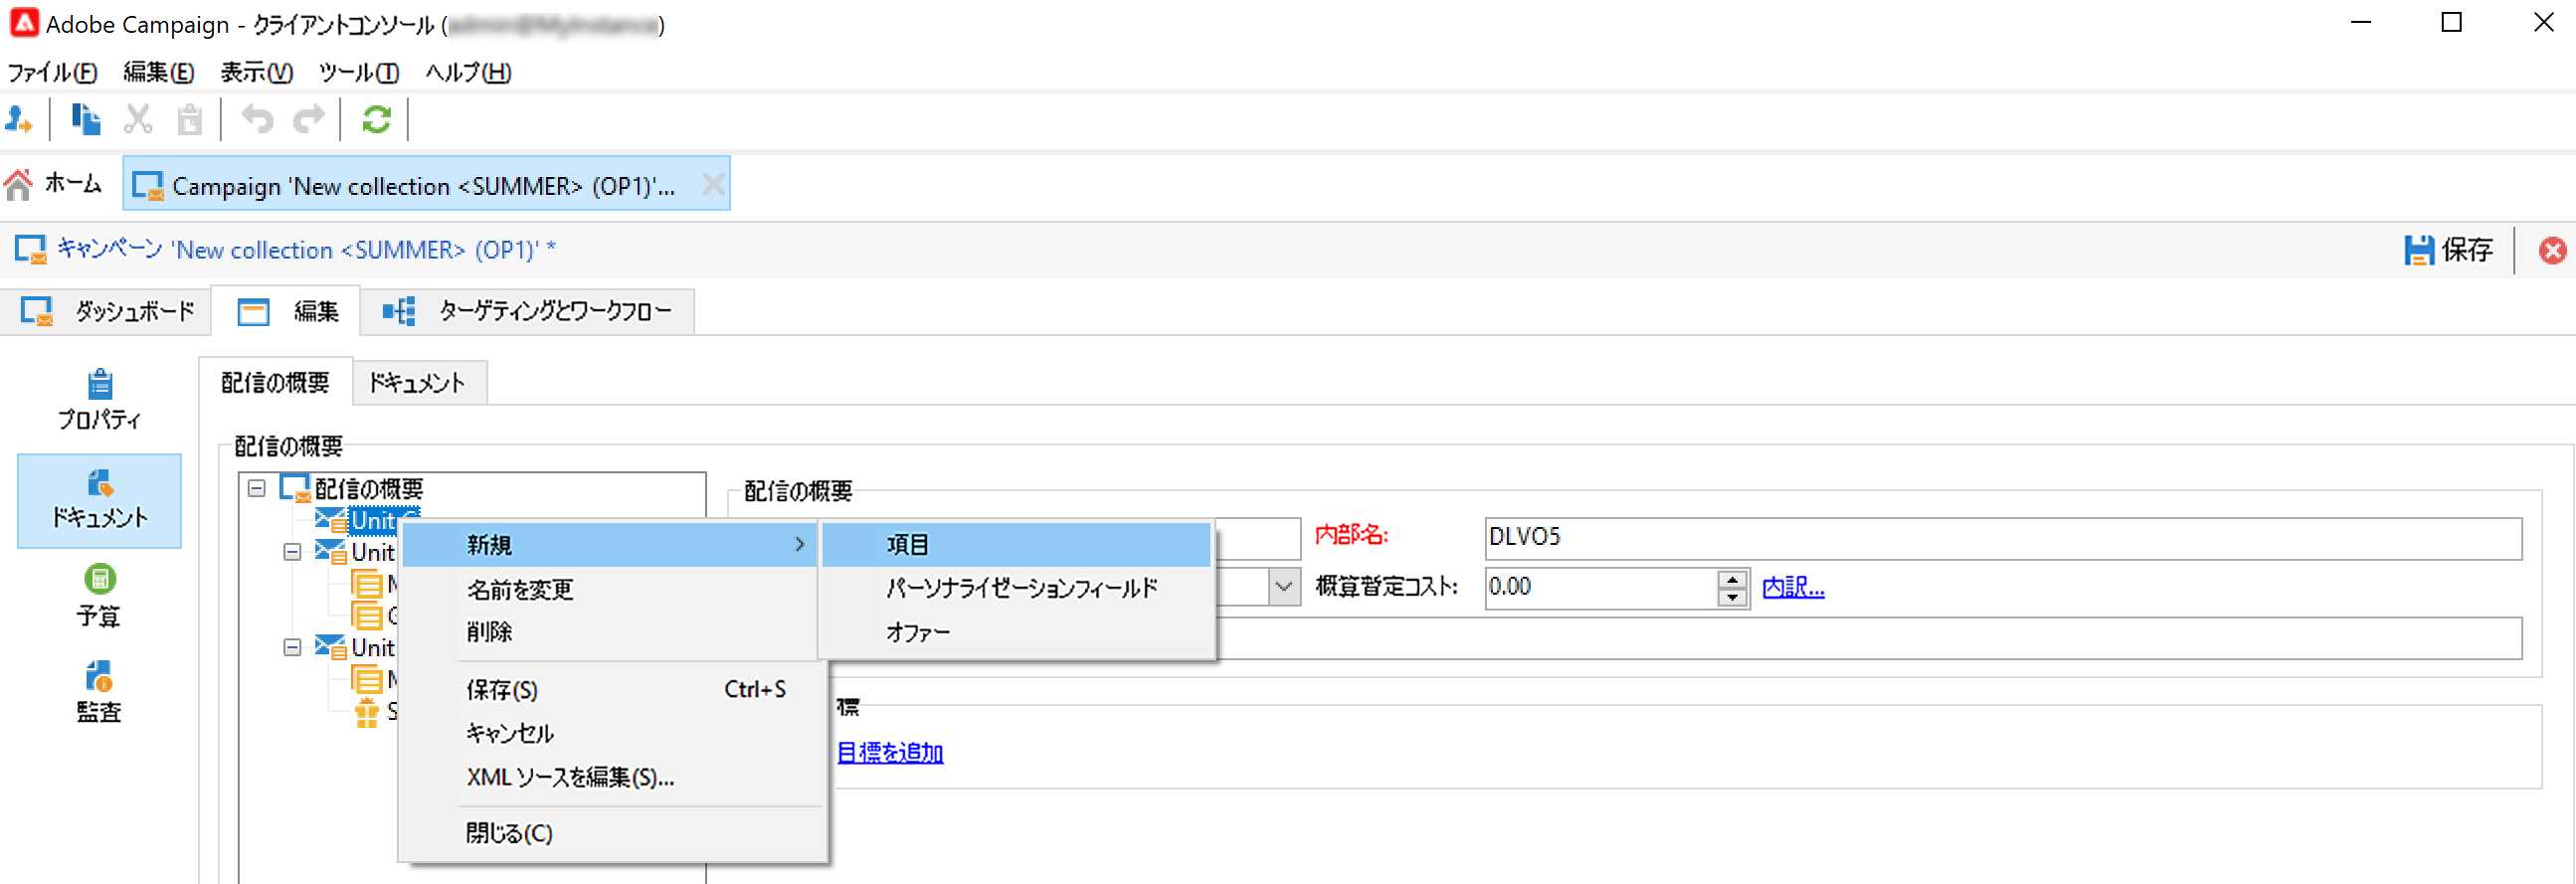 Adobe Campaign - クライアントコンソール (
ファイル(F) 編集(E) 表示(V) ツール(T) ヘルプ(H)
ホーム Campaign 'New collection <SUMMER> (OP1)'...
キャンペーン 'New collection <SUMMER> (OP1)' * 保存
ダッシュボード 編集 ターゲティングとワークフロー
プロパティ
ドキュメント
予算
監査
配信の概要 ドキュメント
配信の概要
配信の概要
Unit
Unit
Unit
新規
名前を変更
削除
保存(S) Ctrl+S
キャンセル
XML ソースを編集(S)...
閉じる(C)
項目
パーソナライゼーションフィールド
オファー
配信の概要
内部名: DLVO5
概算暫定コスト: 0.00 内訳...
標
目標を追加